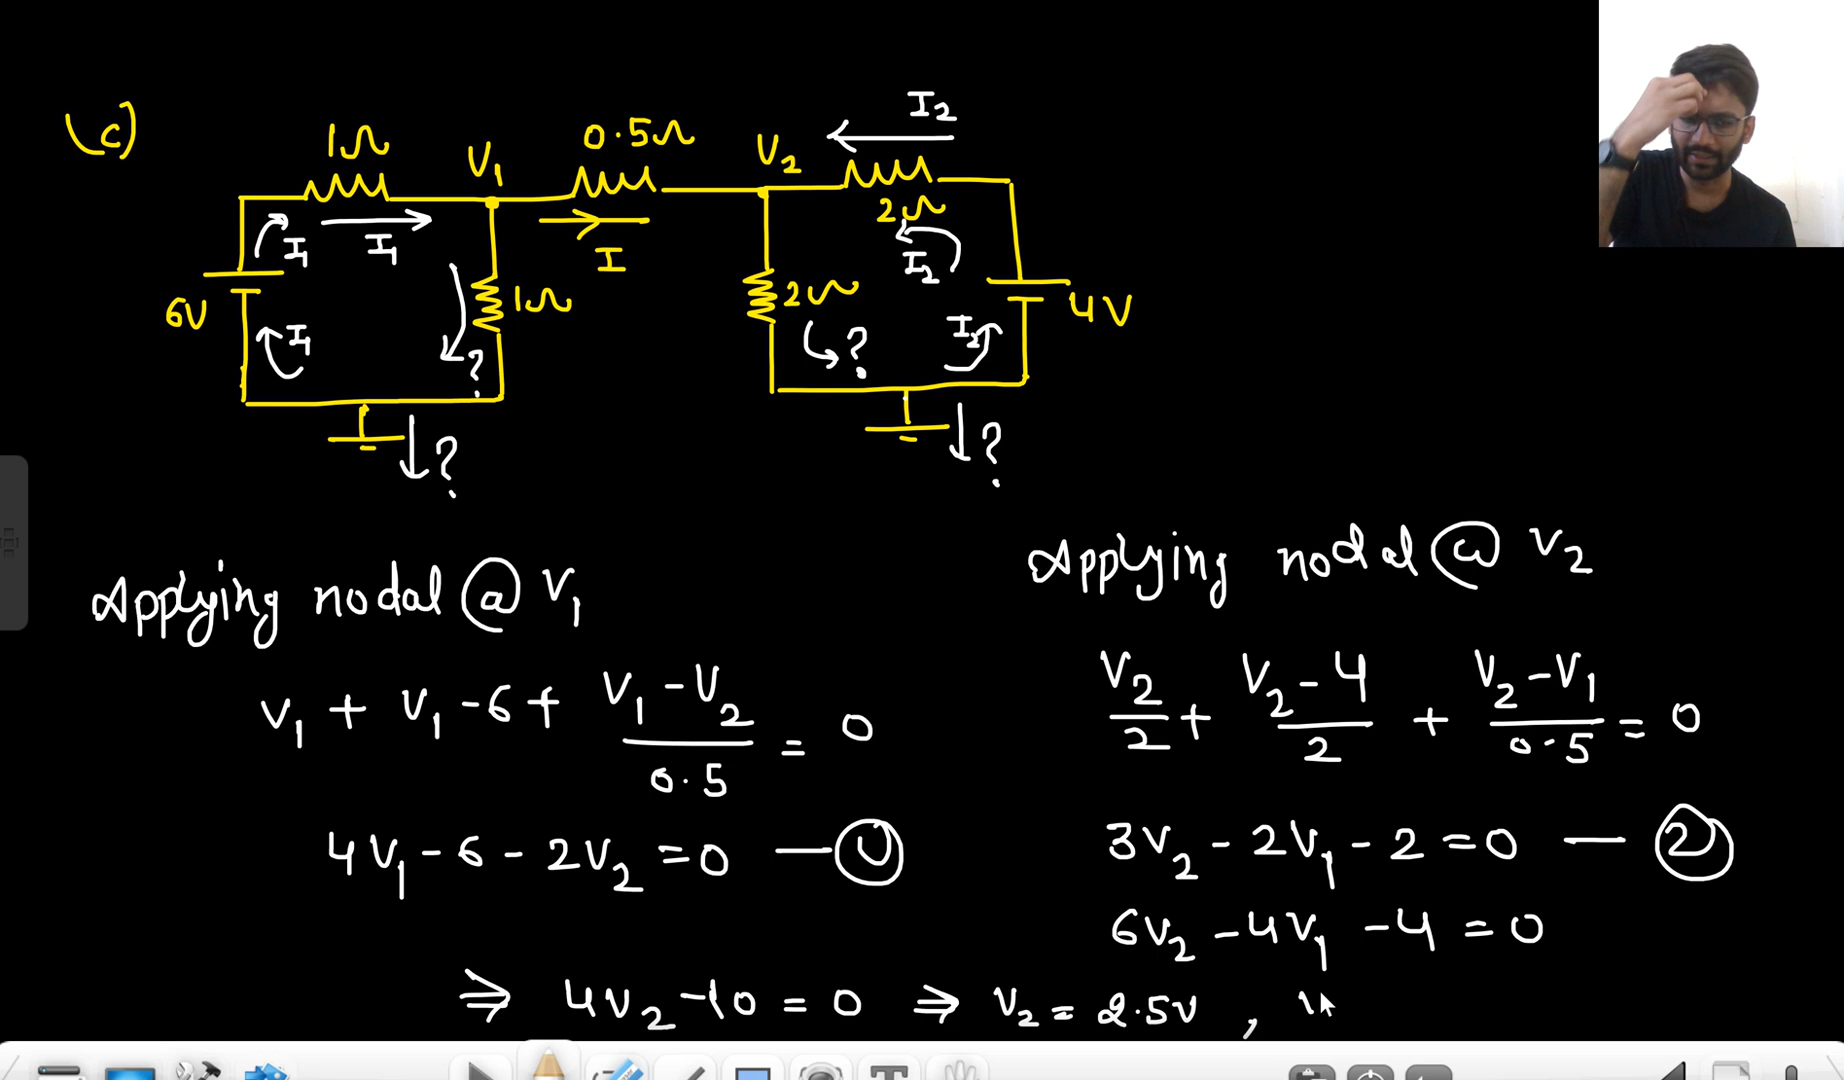 (c)
1Ω V₁ 0.5Ω V₂ I₂
2Ω
I₁ I₁ I I₂
6V 1Ω 2Ω 4V
I₁ ? ? I₂
? ?
Applying nodal @ V₁
V₁ + V₁ - 6 + (V₁ - V₂)/0.5 = 0
4V₁ - 6 - 2V₂ = 0 — ①
Applying nodal @ V₂
V₂/2 + (V₂ - 4)/2 + (V₂ - V₁)/0.5 = 0
3V₂ - 2V₁ - 2 = 0 — ②
6V₂ - 4V₁ - 4 = 0
⇒ 4V₂ - 10 = 0 ⇒ V₂ = 2.5V ,